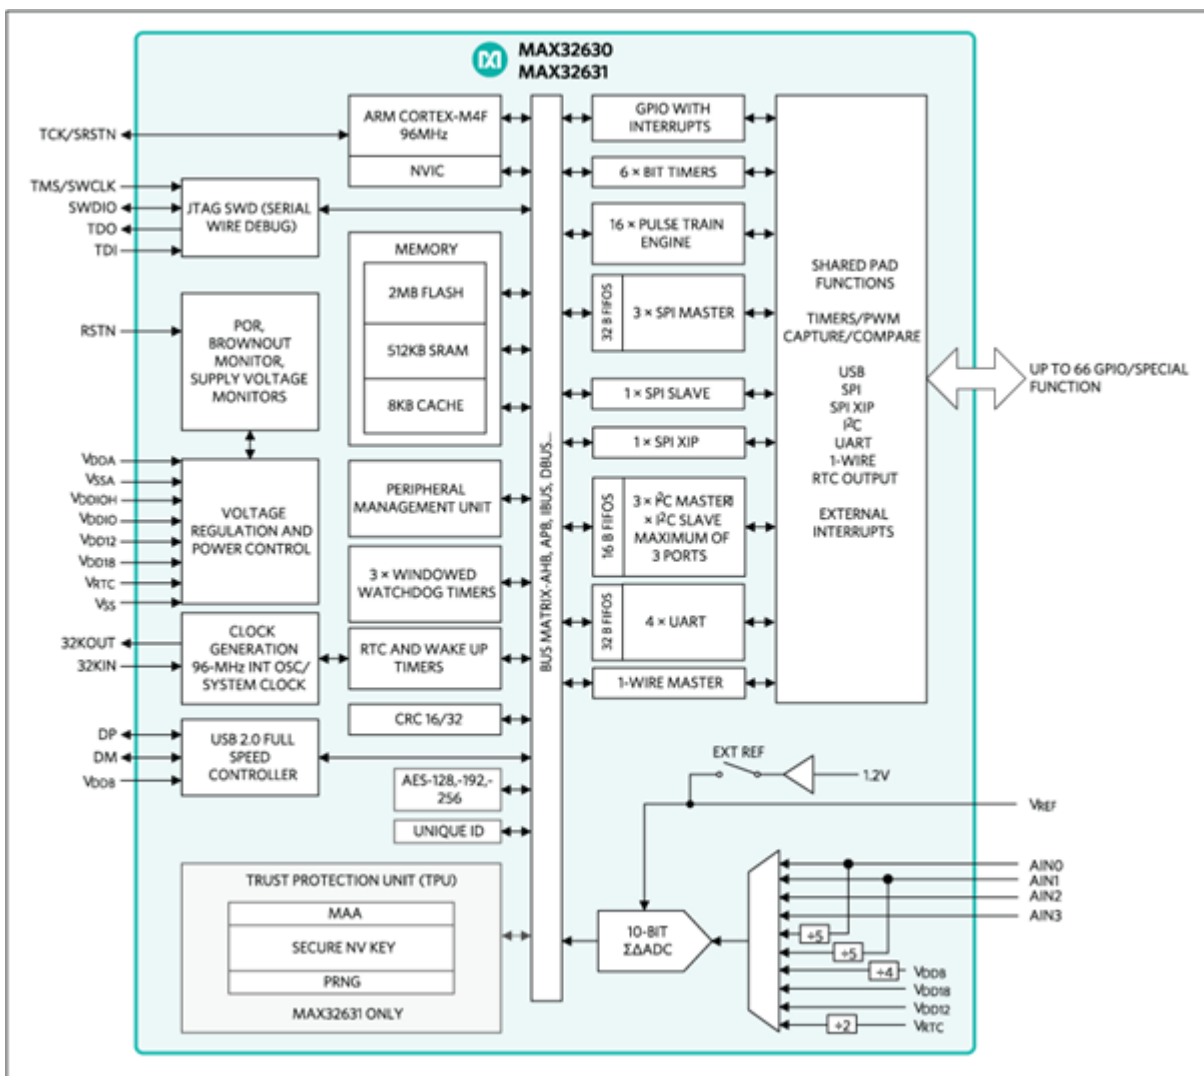 MAX32630
MAX32631
TCK/SRSTN
TMS/SWCLK
SWDIO
TDO
TDI
RSTN
VDDA
VSSA
VDDIOH
VDDIO
VDD12
VDD18
VRTC
VSS
32KOUT
32KIN
DP
DM
VDDB
ARM CORTEX-M4F
96MHz
NVIC
JTAG SWD (SERIAL
WIRE DEBUG)
MEMORY
2MB FLASH
512KB SRAM
8KB CACHE
POR,
BROWNOUT
MONITOR,
SUPPLY VOLTAGE
MONITORS
VOLTAGE
REGULATION AND
POWER CONTROL
PERIPHERAL
MANAGEMENT UNIT
3 × WINDOWED
WATCHDOG TIMERS
CLOCK
GENERATION
96-MHz INT OSC/
SYSTEM CLOCK
RTC AND WAKE UP
TIMERS
CRC 16/32
USB 2.0 FULL
SPEED
CONTROLLER
AES-128,-192,-
256
UNIQUE ID
TRUST PROTECTION UNIT (TPU)
MAA
SECURE NV KEY
PRNG
MAX32631 ONLY
BUS MATRIX-AHB, APB, IBUS, DBUS...
GPIO WITH
INTERRUPTS
6 × BIT TIMERS
16 × PULSE TRAIN
ENGINE
32 B FIFOS
3 × SPI MASTER
1 × SPI SLAVE
1 × SPI XIP
16 B FIFOS
3 × I²C MASTERI
× I²C SLAVE
MAXIMUM OF
3 PORTS
32 B FIFOS
4 × UART
1-WIRE MASTER
SHARED PAD
FUNCTIONS
TIMERS/PWM
CAPTURE/COMPARE
USB
SPI
SPI XIP
I²C
UART
1-WIRE
RTC OUTPUT
EXTERNAL
INTERRUPTS
UP TO 66 GPIO/SPECIAL
FUNCTION
EXT REF
1.2V
VREF
AIN0
AIN1
AIN2
AIN3
10-BIT
ΣΔADC
÷5
÷5
÷4
VDDB
VDD18
VDD12
÷2
VRTC